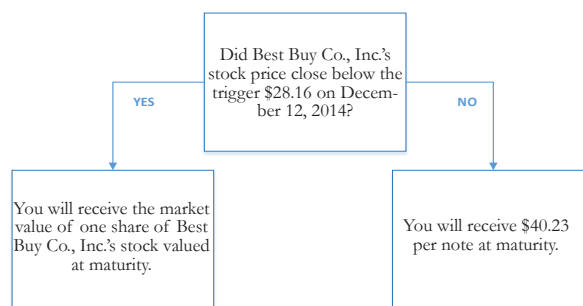 Did Best Buy Co., Inc.'s
stock price close below the
trigger $28.16 on Decem-
ber 12, 2014?
YES
NO
You will receive the market
value of one share of Best
Buy Co., Inc.'s stock valued
at maturity.
You will receive $40.23
per note at maturity.